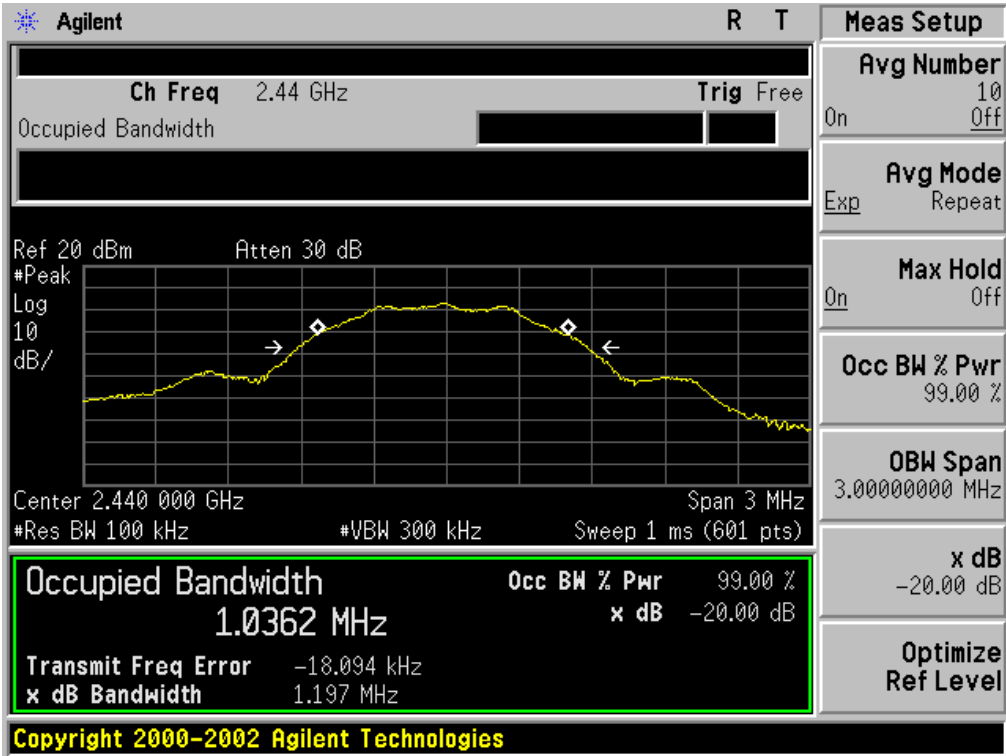 Agilent R T
Ch Freq 2.44 GHz Trig Free
Occupied Bandwidth
Ref 20 dBm Atten 30 dB
#Peak
Log
10
dB/
Center 2.440 000 GHz Span 3 MHz
#Res BW 100 kHz #VBW 300 kHz Sweep 1 ms (601 pts)
Occupied Bandwidth Occ BW % Pwr 99.00 %
1.0362 MHz x dB -20.00 dB
Transmit Freq Error -18.094 kHz
x dB Bandwidth 1.197 MHz
Copyright 2000-2002 Agilent Technologies
Meas Setup
Avg Number
10
On Off
Avg Mode
Exp Repeat
Max Hold
On Off
Occ BW % Pwr
99.00 %
OBW Span
3.00000000 MHz
x dB
-20.00 dB
Optimize
Ref Level